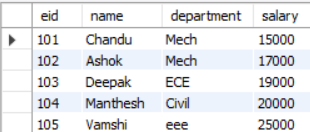 eid name department salary
101 Chandu Mech 15000
102 Ashok Mech 17000
103 Deepak ECE 19000
104 Manthesh Civil 20000
105 Vamshi eee 25000